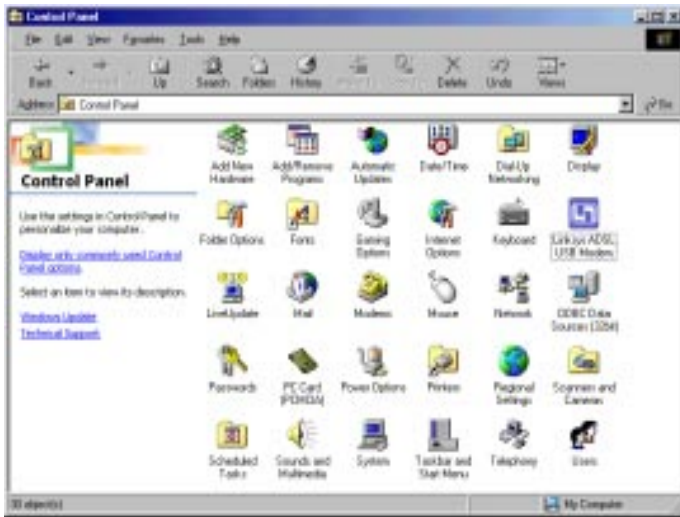 Control Panel
File Edit View Favorites Tools Help
Back Up Search Folders History Delete Undo Views
Address Control Panel Go
Control Panel
Use the settings in Control Panel to
personalize your computer.
Display only commonly used Control
Panel options.
Select an item to view its description.
Windows Update
Technical Support
Add New
Hardware
Add/Remove
Programs
Automatic
Updates
Date/Time
Dial-Up
Networking
Display
Folder Options
Fonts
Gaming
Options
Internet
Options
Keyboard
Linksys ADSL
USB Modem
LiveUpdate
Mail
Modems
Mouse
Network
ODBC Data
Sources (32bit)
Passwords
PC Card
(PCMCIA)
Power Options
Printers
Regional
Settings
Scanners and
Cameras
Scheduled
Tasks
Sounds and
Multimedia
System
Taskbar and
Start Menu
Telephony
Users
30 object(s)
My Computer